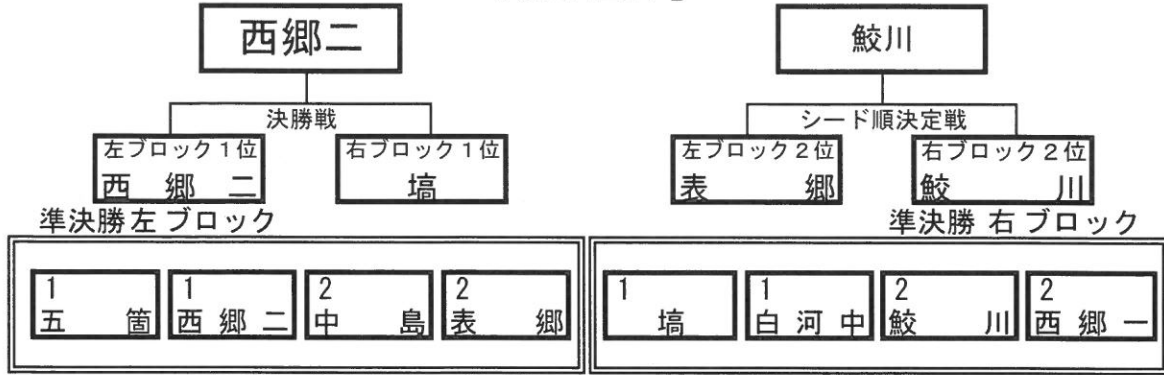 西郷二
鮫川
決勝戦
シード順決定戦
左ブロック1位
西郷二
右ブロック1位
塙
左ブロック2位
表郷
右ブロック2位
鮫川
準決勝左ブロック
準決勝 右ブロック
1
五箇
1
西郷二
2
中島
2
表郷
1
塙
1
白河中
2
鮫川
2
西郷一